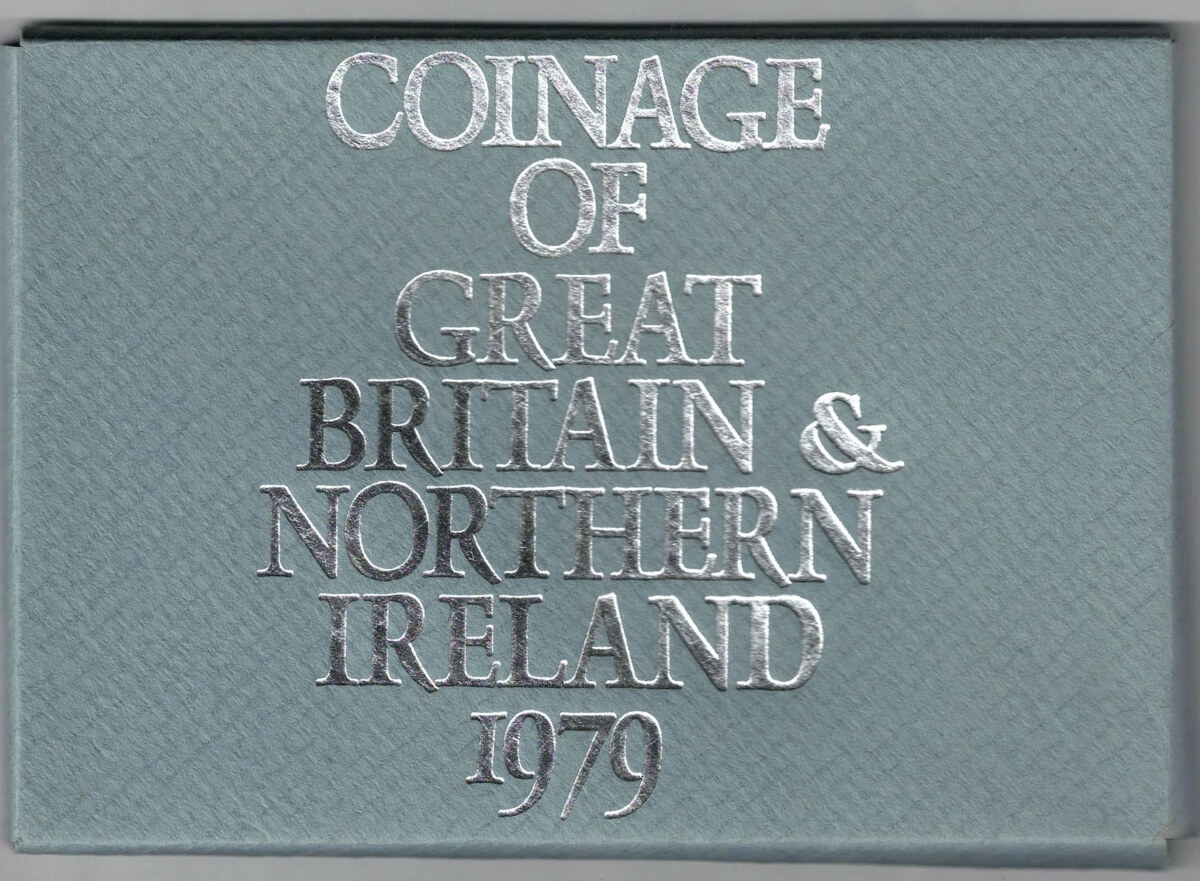 COINAGE
OF
GREAT
BRITAIN &
NORTHERN
IRELAND
1979